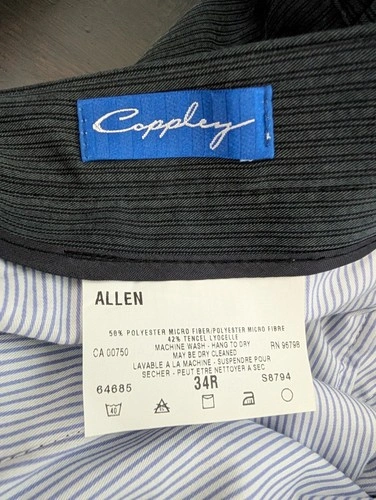 Coppley
ALLEN
58% POLYESTER MICRO FIBER/POLYESTER MICRO FIBRE
42% TENCEL LYOCELLE
CA 00750 MACHINE WASH - HANG TO DRY RN 96798
MAY BE DRY CLEANED
LAVABLE A LA MACHINE - SUSPENDRE POUR
SECHER - PEUT ETRE NETTOYER A SEC
64685 34R S8794
40